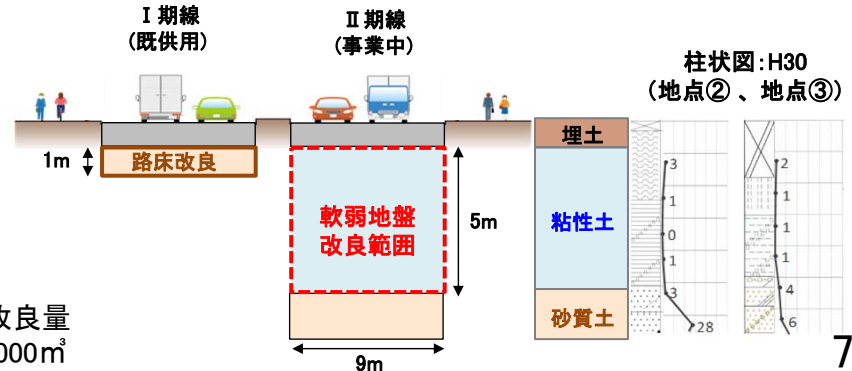 Ⅰ期線
(既供用)
Ⅱ期線
(事業中)
柱状図:H30
(地点② 、地点③)
1m
路床改良
軟弱地盤
改良範囲
5m
9m
埋土
粘性土
砂質土
3
1
0
1
3
28
2
1
1
1
4
6
改良量
000㎥
7